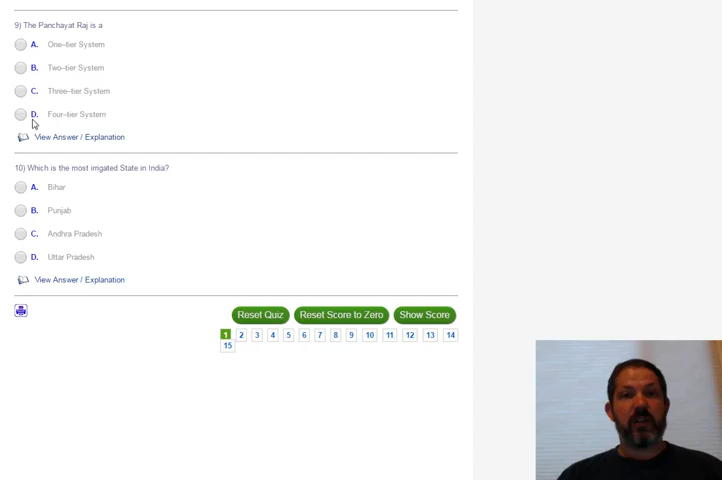 9) The Panchayat Raj is a
A. One–tier System
B. Two–tier System
C. Three–tier System
D. Four–tier System
View Answer / Explanation
10) Which is the most irrigated State in India?
A. Bihar
B. Punjab
C. Andhra Pradesh
D. Uttar Pradesh
View Answer / Explanation
Reset Quiz Reset Score to Zero Show Score
1 2 3 4 5 6 7 8 9 10 11 12 13 14
15